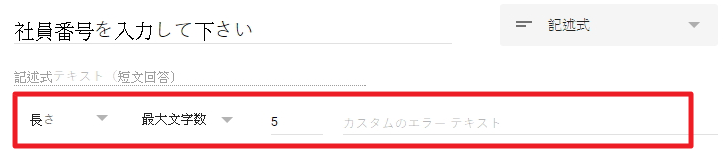 社員番号を入力して下さい
記述式
記述式テキスト（短文回答）
長さ 最大文字数 5 カスタムのエラー テキスト